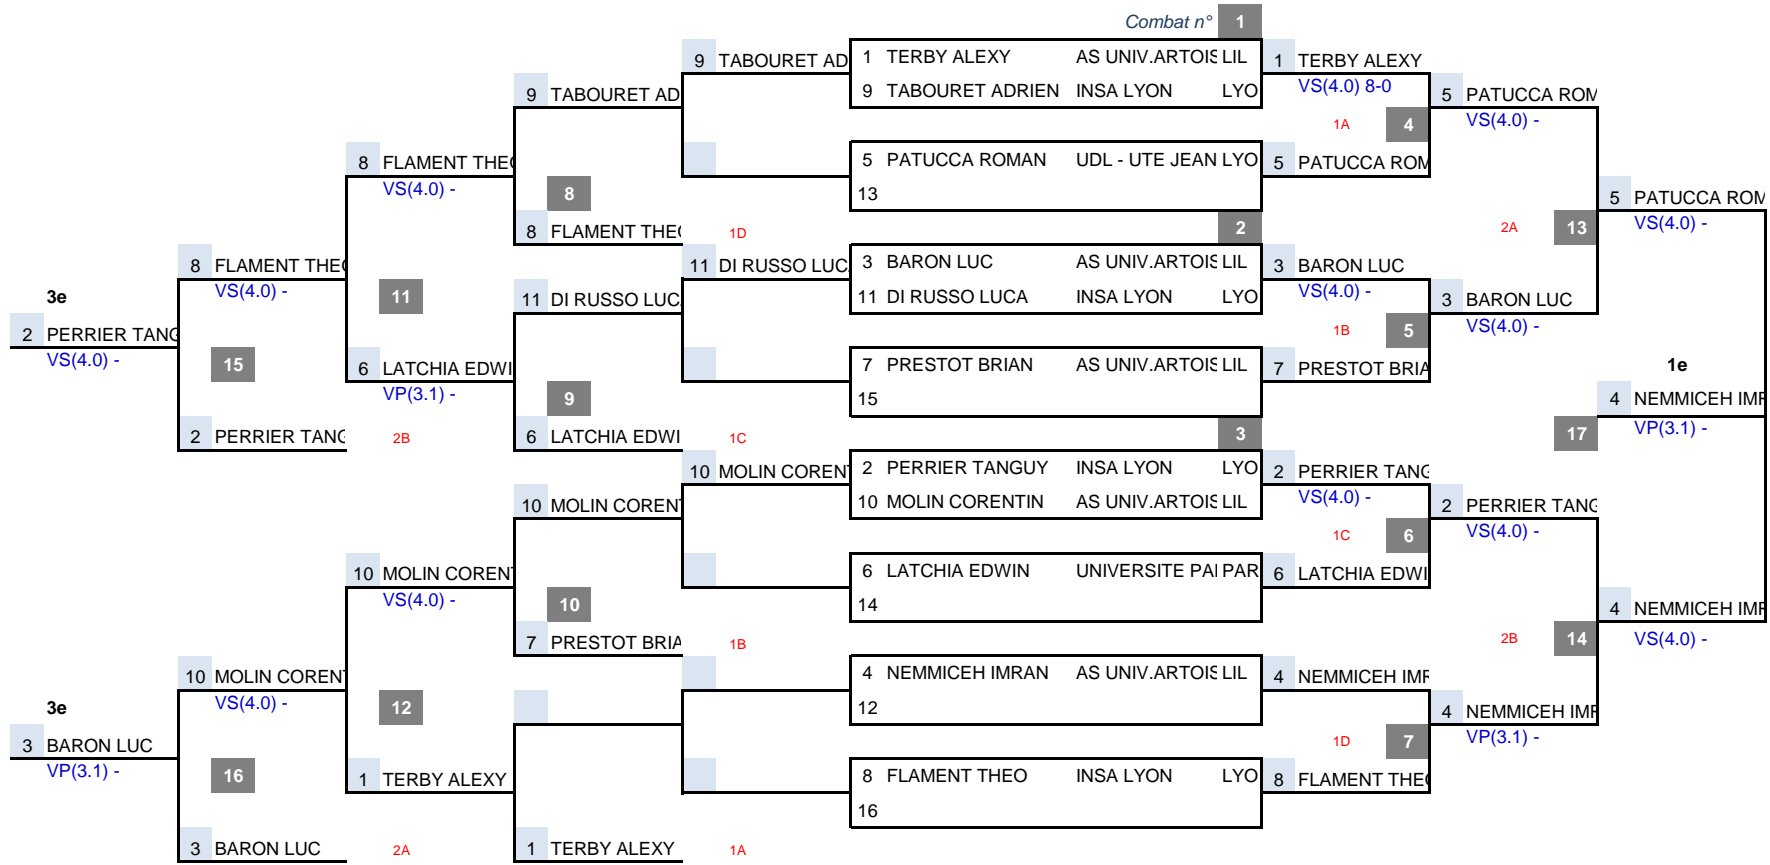 Combat n° 1
9 TABOURET AD 1 TERBY ALEXY AS UNIV.ARTOIS LIL 1 TERBY ALEXY
9 TABOURET AD 9 TABOURET ADRIEN INSA LYON LYO VS(4.0) 8-0 5 PATUCCA ROM
1A 4 VS(4.0) -
8 FLAMENT THEO 5 PATUCCA ROMAN UDL - UTE JEAN LYO 5 PATUCCA ROM
VS(4.0) - 8 13 5 PATUCCA ROM
8 FLAMENT THEO 1D 2 2A 13 VS(4.0) -
8 FLAMENT THEO 11 DI RUSSO LUC 3 BARON LUC AS UNIV.ARTOIS LIL 3 BARON LUC
3e VS(4.0) - 11 11 DI RUSSO LUC 11 DI RUSSO LUCA INSA LYON LYO VS(4.0) - 3 BARON LUC
2 PERRIER TANG 1B 5 VS(4.0) -
VS(4.0) - 15 6 LATCHIA EDWI 7 PRESTOT BRIAN AS UNIV.ARTOIS LIL 7 PRESTOT BRIA 1e
VP(3.1) - 9 15 4 NEMMICEH IMR
2 PERRIER TANG 2B 6 LATCHIA EDWI 1C 3 17 VP(3.1) -
10 MOLIN COREN 2 PERRIER TANGUY INSA LYON LYO 2 PERRIER TANG
10 MOLIN COREN 10 MOLIN CORENTIN AS UNIV.ARTOIS LIL VS(4.0) - 2 PERRIER TANG
1C 6 VS(4.0) -
10 MOLIN COREN 6 LATCHIA EDWIN UNIVERSITE PAI PAR 6 LATCHIA EDWI
VS(4.0) - 10 14 4 NEMMICEH IMR
7 PRESTOT BRIA 1B 2B 14 VS(4.0) -
10 MOLIN COREN 4 NEMMICEH IMRAN AS UNIV.ARTOIS LIL 4 NEMMICEH IMR
3e VS(4.0) - 12 12 4 NEMMICEH IMR
3 BARON LUC 1D 7 VP(3.1) -
VP(3.1) - 16 1 TERBY ALEXY 8 FLAMENT THEO INSA LYON LYO 8 FLAMENT THEO
16
3 BARON LUC 2A 1 TERBY ALEXY 1A